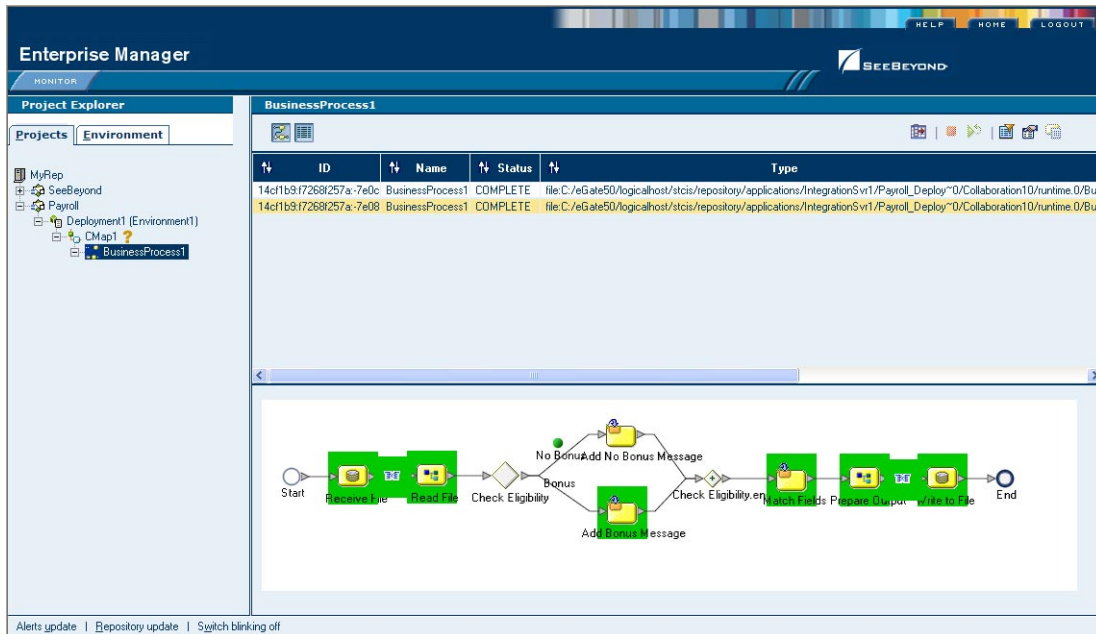 HELP HOME LOGOUT
Enterprise Manager
SEEBEYOND
MONITOR
Project Explorer
BusinessProcess1
Projects Environment
ID Name Status Type
MyRep
14cf1b9:f7268f257a:-7e0c BusinessProcess1 COMPLETE file:C:/eGate50/logicalhost/stcis/repository/applications/IntegrationSvr1/Payroll_Deploy~0/Collaboration10/runtime.0/Bu
SeeBeyond
14cf1b9:f7268f257a:-7e08 BusinessProcess1 COMPLETE file:C:/eGate50/logicalhost/stcis/repository/applications/IntegrationSvr1/Payroll_Deploy~0/Collaboration10/runtime.0/Bu
Payroll
Deployment1 (Environment1)
CMap1 ?
BusinessProcess1
No Bonus
Add No Bonus Message
Bonus
Start
Receive File
Read File
Check Eligibility
Check Eligibility.en
Match Fields
Prepare Output
Write to File
End
Add Bonus Message
Alerts update | Repository update | Switch blinking off